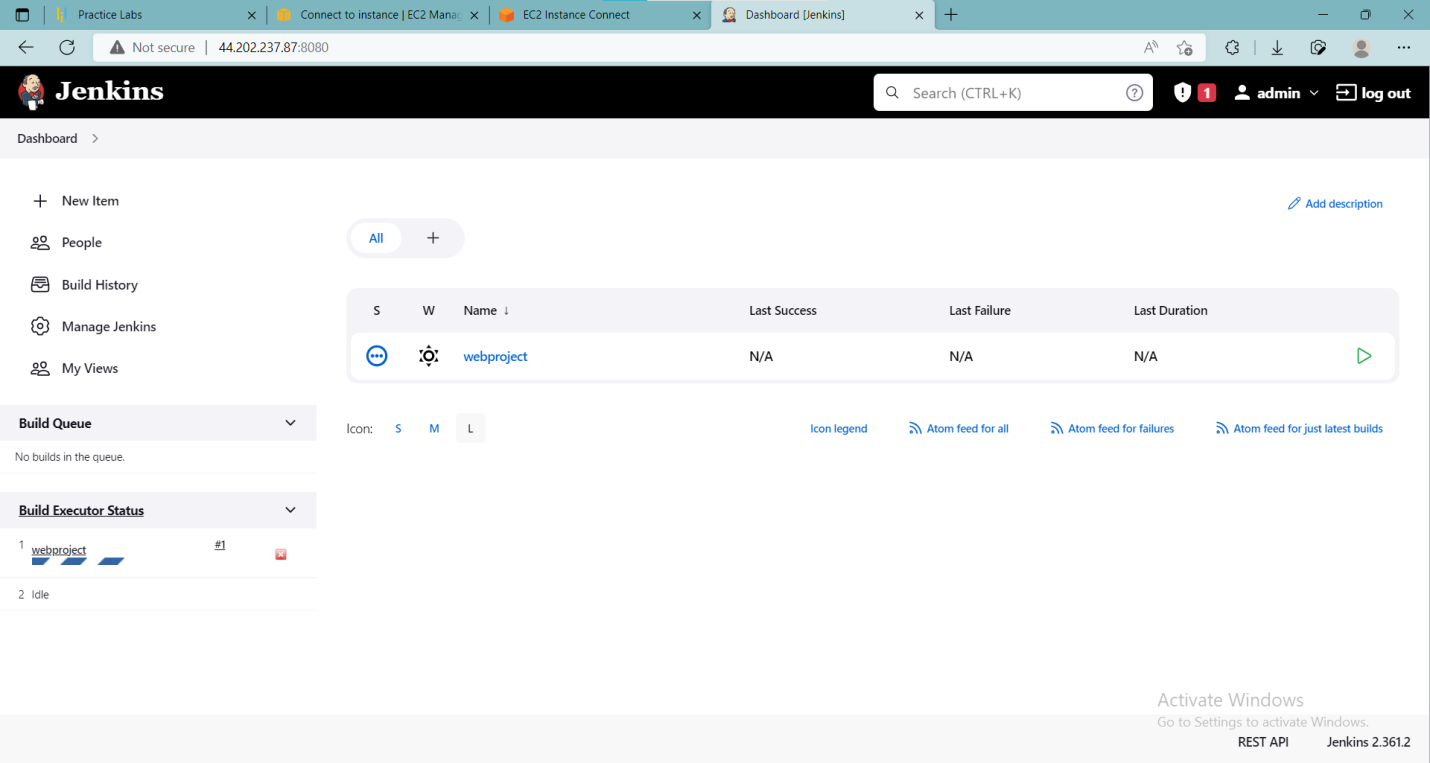 Practice Labs
Connect to instance | EC2 Manag
EC2 Instance Connect
Dashboard [Jenkins]
Not secure
44.202.237.87:8080
Jenkins
Search (CTRL+K)
1
admin
log out
Dashboard
New Item
People
Build History
Manage Jenkins
My Views
Build Queue
No builds in the queue.
Build Executor Status
1 webproject #1
2 Idle
Add description
All +
S W Name ↓ Last Success Last Failure Last Duration
webproject N/A N/A N/A
Icon: S M L
Icon legend
Atom feed for all
Atom feed for failures
Atom feed for just latest builds
Activate Windows
Go to Settings to activate Windows.
REST API Jenkins 2.361.2